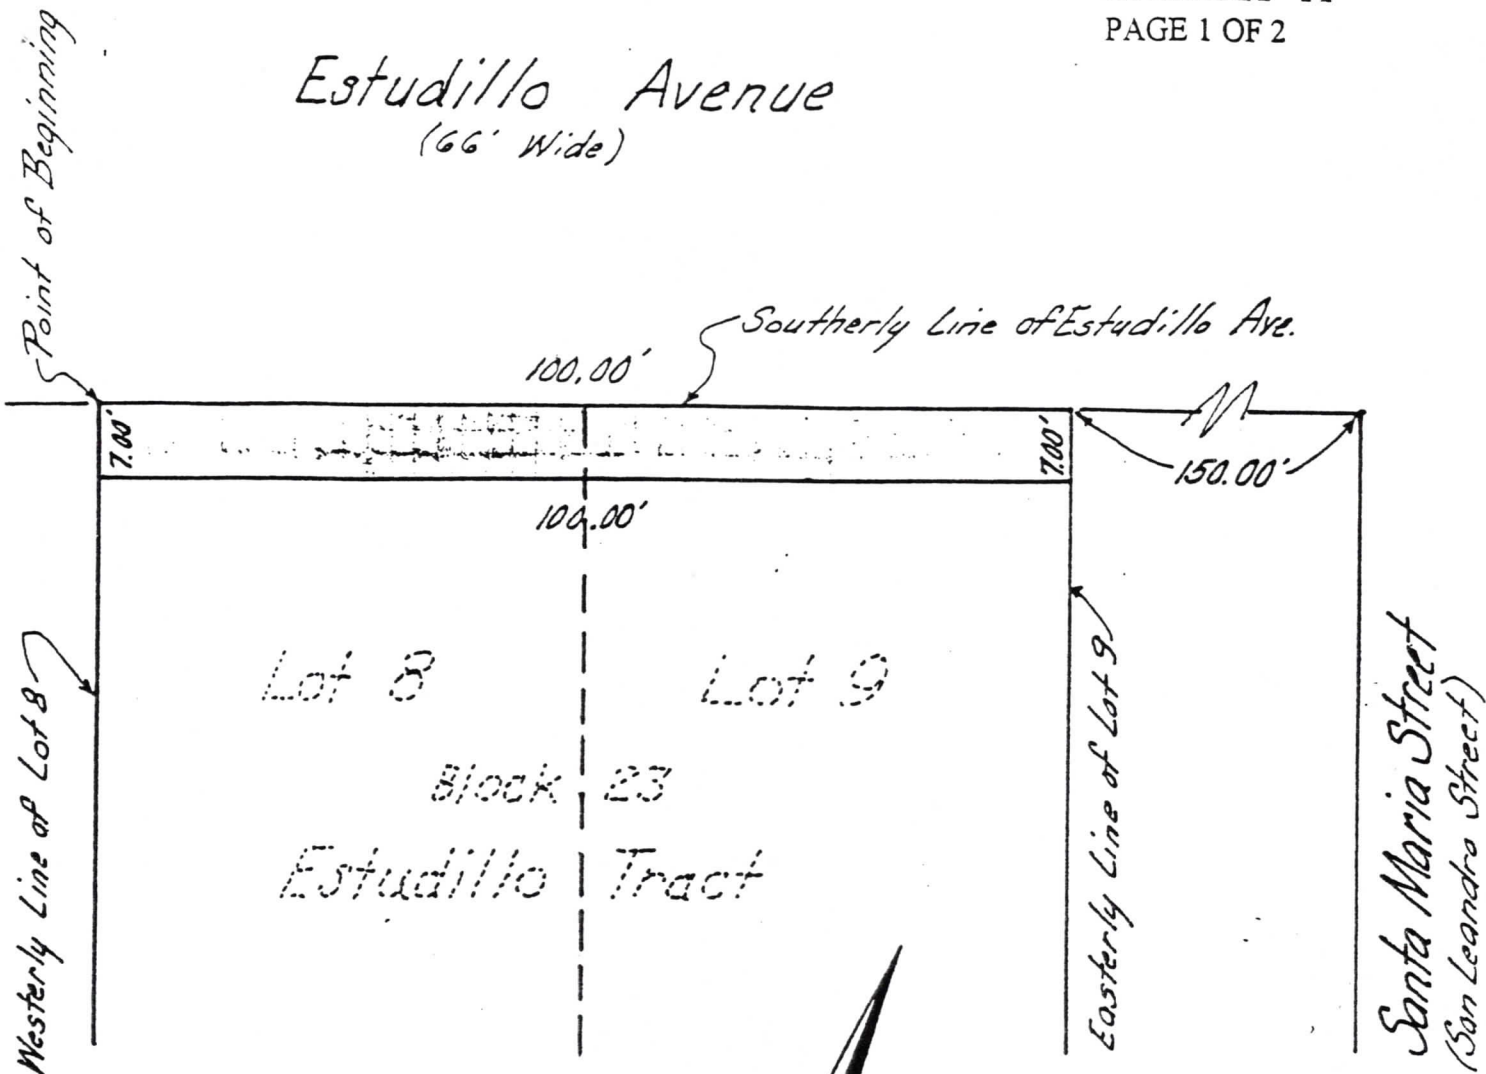 PAGE 1 OF 2
Estudillo Avenue
(66' Wide)
Point of Beginning
Southerly Line of Estudillo Ave.
100.00'
7.00'
7.00'
150.00'
100.00'
Lot 8
Lot 9
Block 23
Estudillo Tract
Westerly Line of Lot 8
Easterly Line of Lot 9
Santa Maria Street
(San Leandro Street)